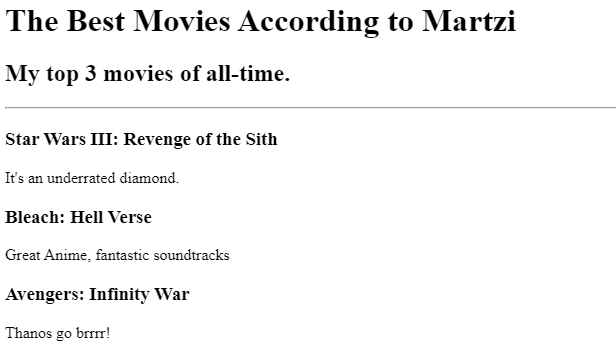 The Best Movies According to Martzi
My top 3 movies of all-time.
Star Wars III: Revenge of the Sith
It's an underrated diamond.
Bleach: Hell Verse
Great Anime, fantastic soundtracks
Avengers: Infinity War
Thanos go brrrr!